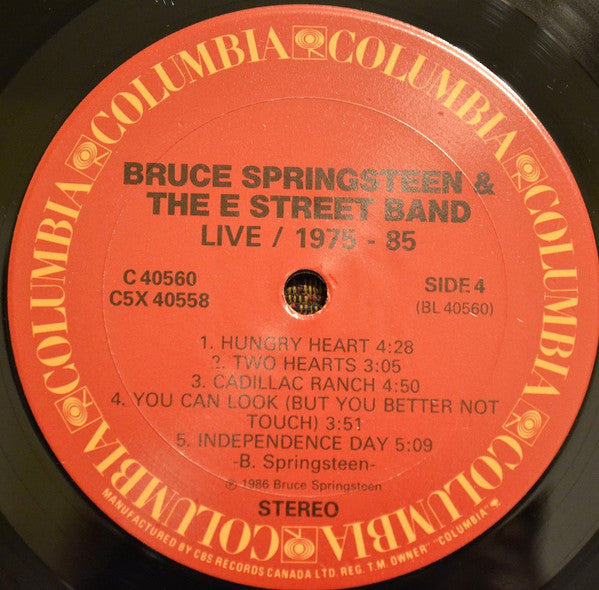 COLUMBIA COLUMBIA COLUMBIA COLUMBIA COLUMBIA COLUMBIA
BRUCE SPRINGSTEEN &
THE E STREET BAND
LIVE / 1975 - 85
C 40560
C5X 40558
SIDE 4
(BL 40560)
1. HUNGRY HEART 4:28
2. TWO HEARTS 3:05
3. CADILLAC RANCH 4:50
4. YOU CAN LOOK (BUT YOU BETTER NOT
TOUCH) 3:51
5. INDEPENDENCE DAY 5:09
-B. Springsteen-
℗ 1986 Bruce Springsteen
STEREO
MANUFACTURED BY CBS RECORDS CANADA LTD. REG. T.M. OWNER "COLUMBIA"